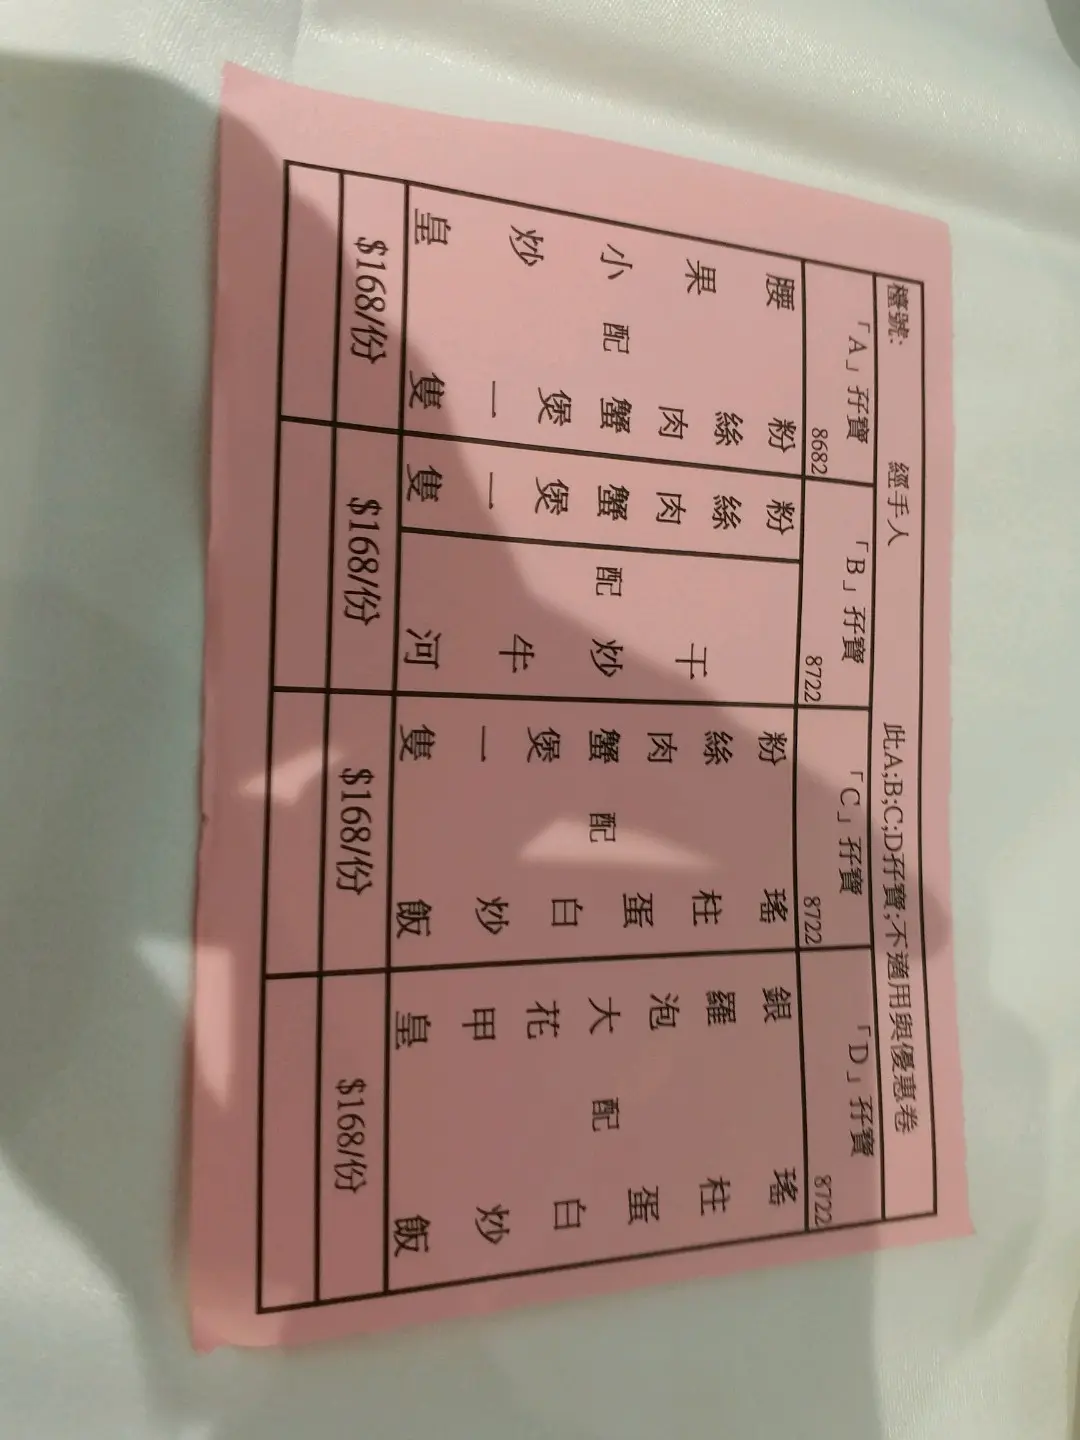 檯號: 經手人 此A;B;C;D孖寶;不適用與優惠卷
「A」孖寶
8682
腰果小炒皇
配
粉絲肉蟹煲一隻
$168/份
「B」孖寶
8722
粉絲肉蟹煲一隻
配
干炒牛河
$168/份
「C」孖寶
8722
粉絲肉蟹煲一隻
配
瑤柱蛋白炒飯
$168/份
「D」孖寶
8722
銀羅泡大花甲皇
配
瑤柱蛋白炒飯
$168/份